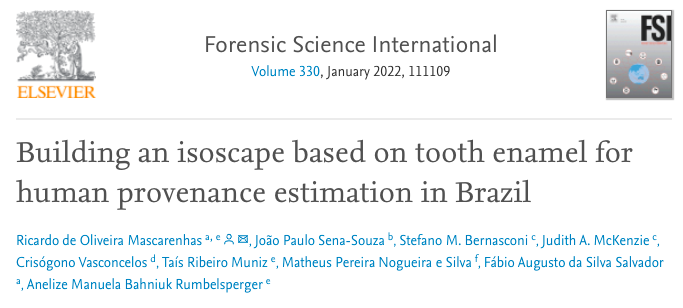 ELSEVIER
Forensic Science International
Volume 330, January 2022, 111109
FSI
Building an isoscape based on tooth enamel for
human provenance estimation in Brazil
Ricardo de Oliveira Mascarenhas a, e, João Paulo Sena-Souza b, Stefano M. Bernasconi c, Judith A. McKenzie c,
Crisógono Vasconcelos d, Taís Ribeiro Muniz e, Matheus Pereira Nogueira e Silva f, Fábio Augusto da Silva Salvador
a, Anelize Manuela Bahniuk Rumbelsperger e